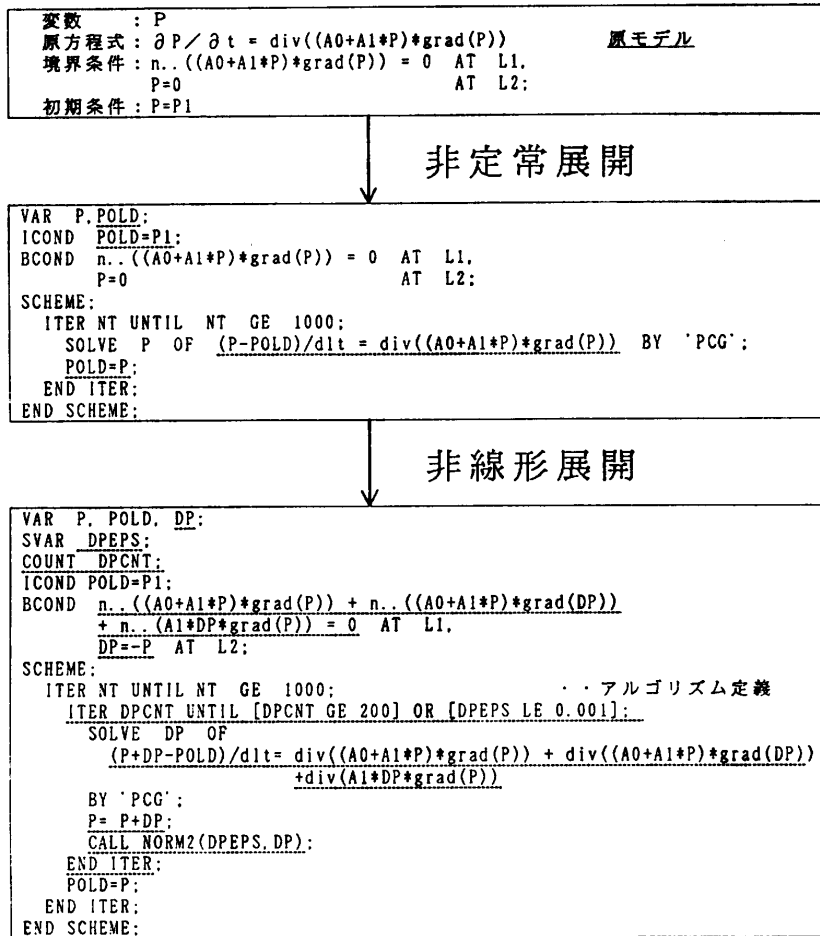 変数 : P
原方程式 : ∂P/∂t = div((A0+A1*P)*grad(P)) 原モデル
境界条件 : n..((A0+A1*P)*grad(P)) = 0 AT L1,
P=0 AT L2;
初期条件 : P=P1
非定常展開
VAR P,POLD;
ICOND POLD=P1;
BCOND n..((A0+A1*P)*grad(P)) = 0 AT L1,
P=0 AT L2;
SCHEME;
ITER NT UNTIL NT GE 1000;
SOLVE P OF (P-POLD)/dlt = div((A0+A1*P)*grad(P)) BY 'PCG';
POLD=P;
END ITER;
END SCHEME;
非線形展開
VAR P, POLD, DP;
SVAR DPEPS;
COUNT DPCNT;
ICOND POLD=P1;
BCOND n..((A0+A1*P)*grad(P)) + n..((A0+A1*P)*grad(DP))
+ n..(A1*DP*grad(P)) = 0 AT L1,
DP=-P AT L2;
SCHEME;
ITER NT UNTIL NT GE 1000; ・・アルゴリズム定義
ITER DPCNT UNTIL [DPCNT GE 200] OR [DPEPS LE 0.001];
SOLVE DP OF
(P+DP-POLD)/dlt= div((A0+A1*P)*grad(P)) + div((A0+A1*P)*grad(DP))
+div(A1*DP*grad(P))
BY 'PCG';
P= P+DP;
CALL NORM2(DPEPS,DP);
END ITER;
POLD=P;
END ITER;
END SCHEME;